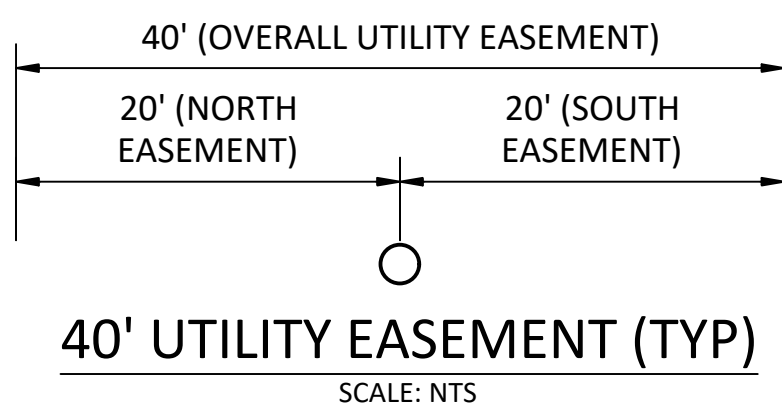 40' (OVERALL UTILITY EASEMENT)
20' (NORTH
EASEMENT)
20' (SOUTH
EASEMENT)
40' UTILITY EASEMENT (TYP)
SCALE: NTS